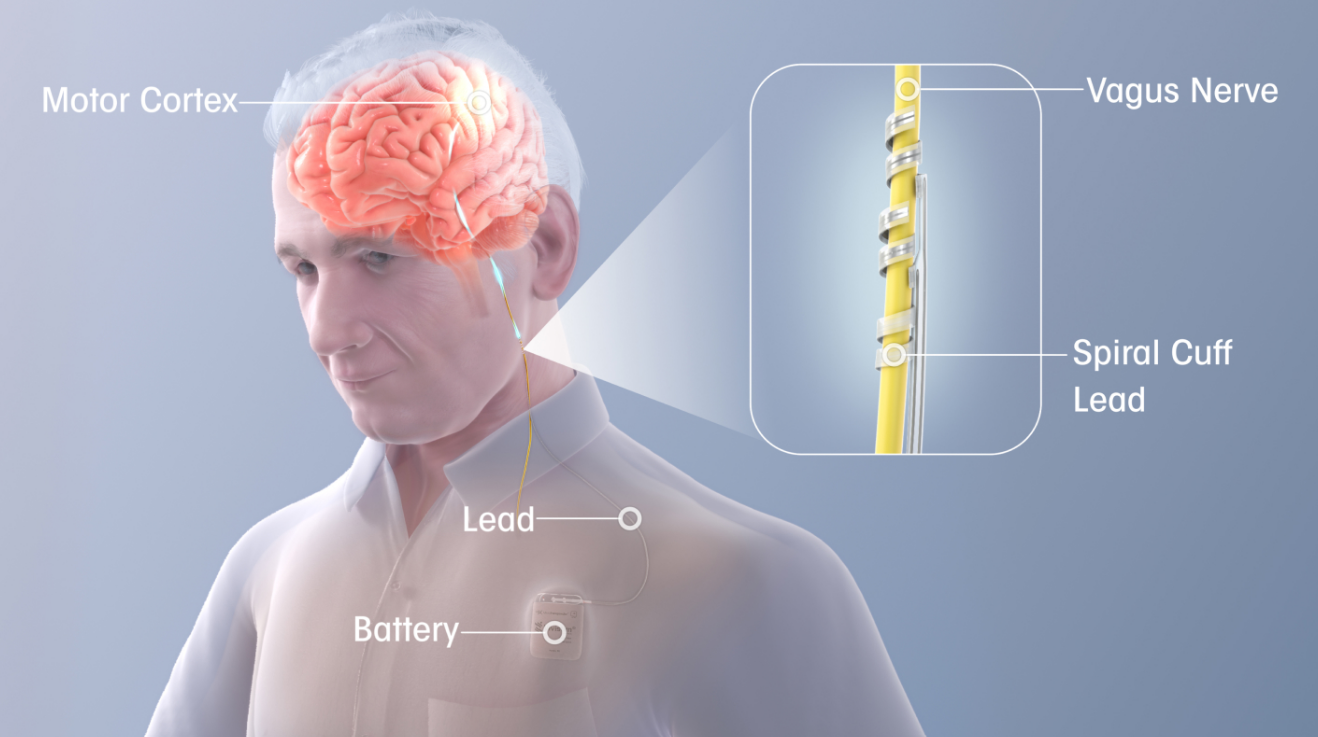 Motor Cortex
Vagus Nerve
Spiral Cuff
Lead
Lead
Battery